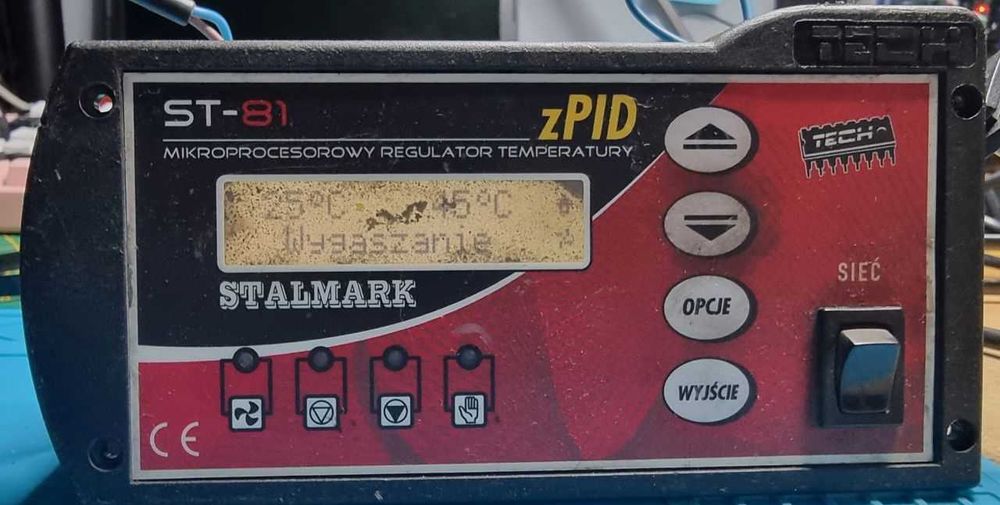 TECH
ST-81
zPID
MIKROPROCESOROWY REGULATOR TEMPERATURY
TECH
25°C 45°C
Wygaszanie
STALMARK
SIEĆ
OPCJE
WYJŚCIE
CE